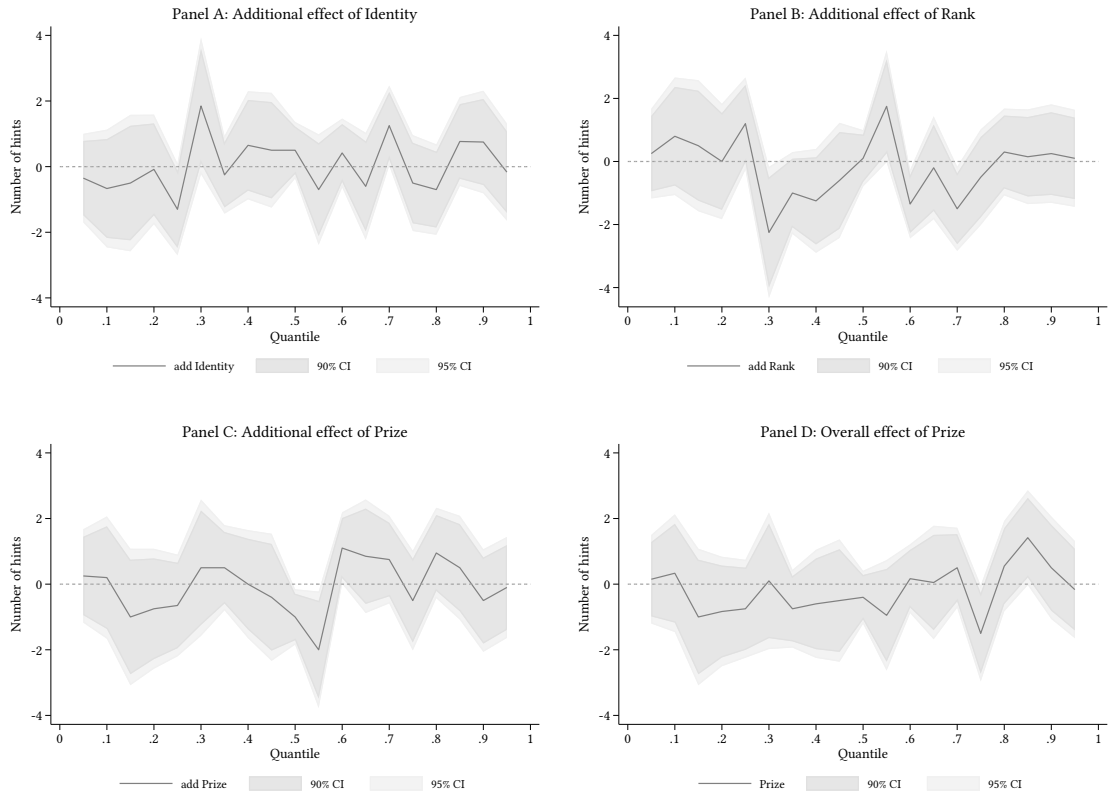 Panel A: Additional effect of Identity
Number of hints
4
2
0
-2
-4
0 .1 .2 .3 .4 .5 .6 .7 .8 .9 1
Quantile
add Identity 90% CI 95% CI
Panel B: Additional effect of Rank
Number of hints
4
2
0
-2
-4
0 .1 .2 .3 .4 .5 .6 .7 .8 .9 1
Quantile
add Rank 90% CI 95% CI
Panel C: Additional effect of Prize
Number of hints
4
2
0
-2
-4
0 .1 .2 .3 .4 .5 .6 .7 .8 .9 1
Quantile
add Prize 90% CI 95% CI
Panel D: Overall effect of Prize
Number of hints
4
2
0
-2
-4
0 .1 .2 .3 .4 .5 .6 .7 .8 .9 1
Quantile
Prize 90% CI 95% CI